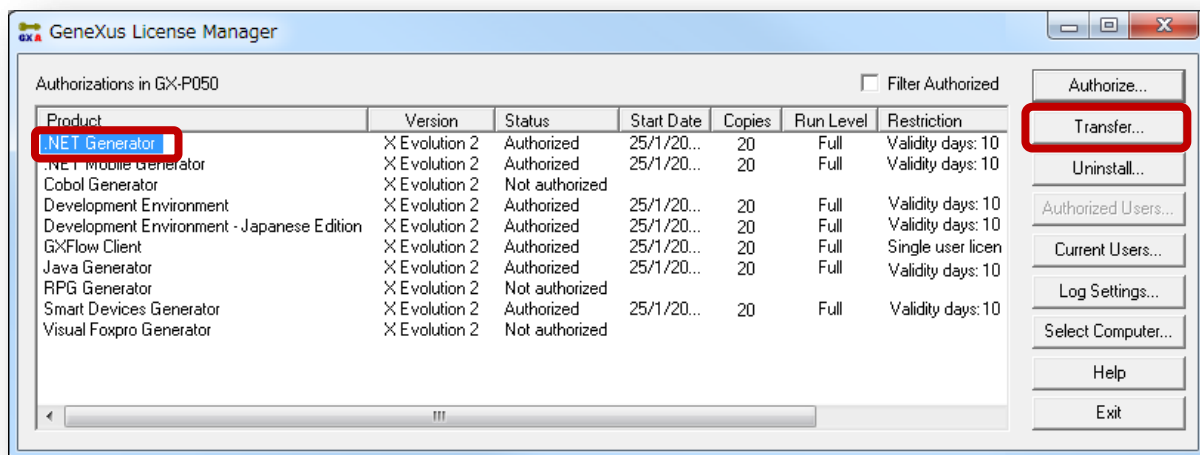 GeneXus License Manager
Authorizations in GX-P050 Filter Authorized Authorize...
Product Version Status Start Date Copies Run Level Restriction Transfer...
.NET Generator X Evolution 2 Authorized 25/1/20... 20 Full Validity days: 10
.NET Mobile Generator X Evolution 2 Authorized 25/1/20... 20 Full Validity days: 10
Uninstall...
Cobol Generator X Evolution 2 Not authorized
Development Environment X Evolution 2 Authorized 25/1/20... 20 Full Validity days: 10
Authorized Users...
Development Environment - Japanese Edition X Evolution 2 Authorized 25/1/20... 20 Full Validity days: 10
GXFlow Client X Evolution 2 Authorized 25/1/20... 20 Full Single user licen
Current Users...
Java Generator X Evolution 2 Authorized 25/1/20... 20 Full Validity days: 10
RPG Generator X Evolution 2 Not authorized
Log Settings...
Smart Devices Generator X Evolution 2 Authorized 25/1/20... 20 Full Validity days: 10
Visual Foxpro Generator X Evolution 2 Not authorized
Select Computer...
Help
Exit